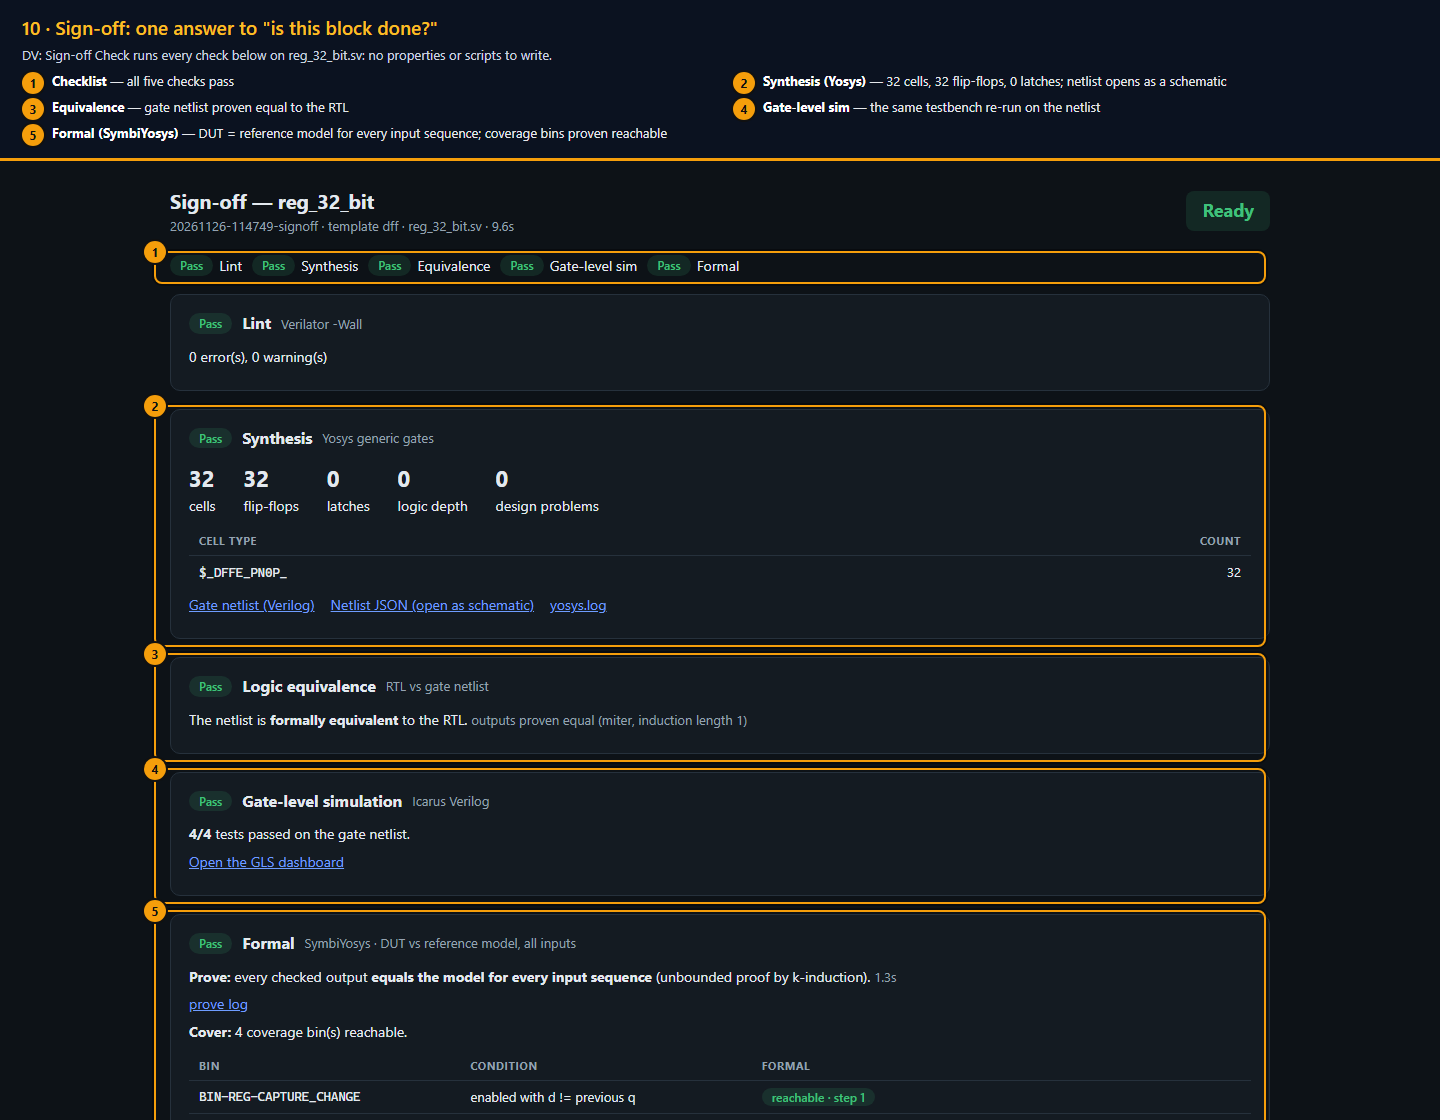 10 · Sign-off: one answer to "is this block done?"
DV: Sign-off Check runs every check below on reg_32_bit.sv: no properties or scripts to write.
1 Checklist — all five checks pass
2 Synthesis (Yosys) — 32 cells, 32 flip-flops, 0 latches; netlist opens as a schematic
3 Equivalence — gate netlist proven equal to the RTL
4 Gate-level sim — the same testbench re-run on the netlist
5 Formal (SymbiYosys) — DUT = reference model for every input sequence; coverage bins proven reachable
Sign-off — reg_32_bit
Ready
20261126-114749-signoff · template dff · reg_32_bit.sv · 9.6s
1
Pass Lint Pass Synthesis Pass Equivalence Pass Gate-level sim Pass Formal
Pass Lint Verilator -Wall
0 error(s), 0 warning(s)
2
Pass Synthesis Yosys generic gates
32 32 0 0 0
cells flip-flops latches logic depth design problems
CELL TYPE COUNT
$_DFFE_PN0P_ 32
Gate netlist (Verilog) Netlist JSON (open as schematic) yosys.log
3
Pass Logic equivalence RTL vs gate netlist
The netlist is formally equivalent to the RTL. outputs proven equal (miter, induction length 1)
4
Pass Gate-level simulation Icarus Verilog
4/4 tests passed on the gate netlist.
Open the GLS dashboard
5
Pass Formal SymbiYosys · DUT vs reference model, all inputs
Prove: every checked output equals the model for every input sequence (unbounded proof by k-induction). 1.3s
prove log
Cover: 4 coverage bin(s) reachable.
BIN CONDITION FORMAL
BIN-REG-CAPTURE_CHANGE enabled with d != previous q reachable · step 1